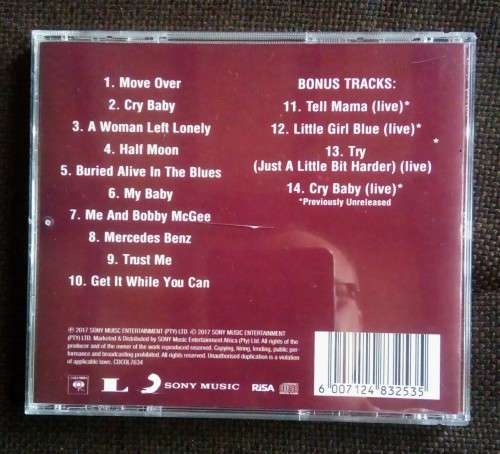 1. Move Over
2. Cry Baby
3. A Woman Left Lonely
4. Half Moon
5. Buried Alive In The Blues
6. My Baby
7. Me And Bobby McGee
8. Mercedes Benz
9. Trust Me
10. Get It While You Can
BONUS TRACKS:
11. Tell Mama (live)*
12. Little Girl Blue (live)*
13. Try *
(Just A Little Bit Harder) (live)
14. Cry Baby (live)*
*Previously Unreleased
℗ 2017 SONY MUSIC ENTERTAINMENT (PTY) LTD. © 2017 SONY MUSIC ENTERTAINMENT
(PTY) LTD. Marketed & Distributed by SONY Music Entertainment Africa (Pty) Ltd. All rights of the
producer and of the owner of the work reproduced reserved. Copying, hiring, lending, public per-
formance and broadcasting prohibited. All rights reserved. Unauthorised duplication is a violation
of applicable laws. CDCOL7634
COLUMBIA
L
SONY MUSIC
RiSA
6 007124 832535